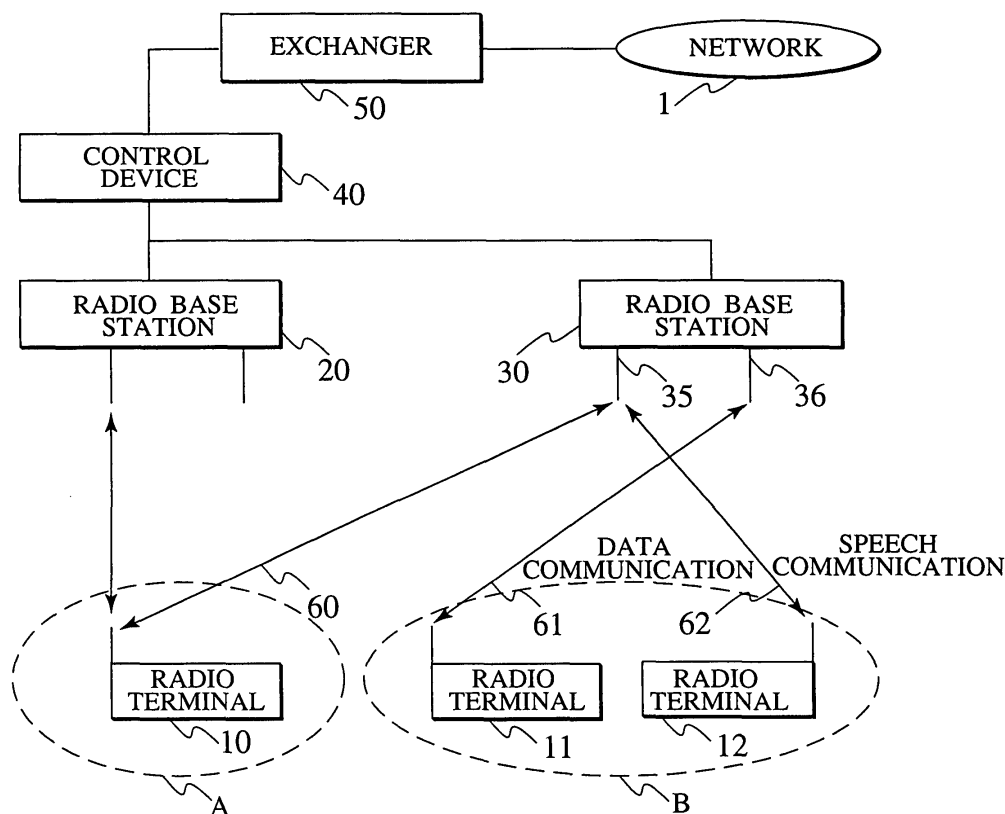 EXCHANGER
NETWORK
50
1
CONTROL
DEVICE
40
RADIO BASE
STATION
RADIO BASE
STATION
20
30
35
36
DATA
COMMUNICATION
SPEECH
COMMUNICATION
60
61
62
RADIO
TERMINAL
RADIO
TERMINAL
RADIO
TERMINAL
10
11
12
A
B